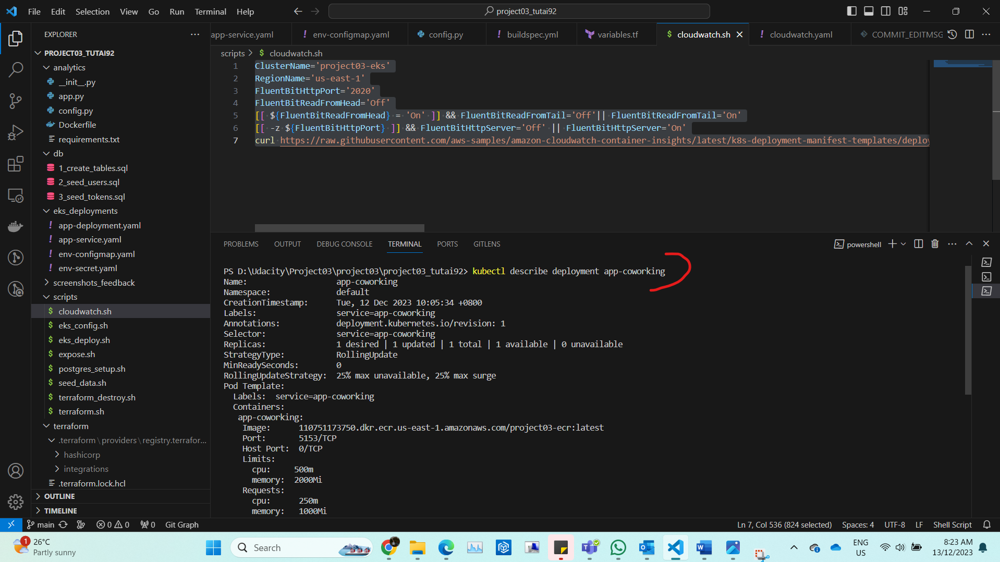 File Edit Selection View Go Run Terminal Help
project03_tutai92
EXPLORER
PROJECT03_TUTAI92
analytics
__init__.py
app.py
config.py
Dockerfile
requirements.txt
db
1_create_tables.sql
2_seed_users.sql
3_seed_tokens.sql
eks_deployments
app-deployment.yaml
app-service.yaml
env-configmap.yaml
env-secret.yaml
screenshots_feedback
scripts
cloudwatch.sh
eks_config.sh
eks_deploy.sh
expose.sh
postgres_setup.sh
seed_data.sh
terraform_destroy.sh
terraform.sh
terraform
.terraform\providers\registry.terrafor...
hashicorp
integrations
.terraform.lock.hcl
OUTLINE
TIMELINE
app-service.yaml ! env-configmap.yaml config.py ! buildspec.yml variables.tf $ cloudwatch.sh ! cloudwatch.yaml COMMIT_EDITMSG
scripts > $ cloudwatch.sh
1 ClusterName='project03-eks'
2 RegionName='us-east-1'
3 FluentBitHttpPort='2020'
4 FluentBitReadFromHead='Off'
5 [[ ${FluentBitReadFromHead} = 'On' ]] && FluentBitReadFromTail='Off'|| FluentBitReadFromTail='On'
6 [[ -z ${FluentBitHttpPort} ]] && FluentBitHttpServer='Off' || FluentBitHttpServer='On'
7 curl https://raw.githubusercontent.com/aws-samples/amazon-cloudwatch-container-insights/latest/k8s-deployment-manifest-templates/deploy
PROBLEMS OUTPUT DEBUG CONSOLE TERMINAL PORTS GITLENS
powershell
PS D:\Udacity\Project03\project03\project03_tutai92> kubectl describe deployment app-coworking
Name: app-coworking
Namespace: default
CreationTimestamp: Tue, 12 Dec 2023 10:05:34 +0800
Labels: service=app-coworking
Annotations: deployment.kubernetes.io/revision: 1
Selector: service=app-coworking
Replicas: 1 desired | 1 updated | 1 total | 1 available | 0 unavailable
StrategyType: RollingUpdate
MinReadySeconds: 0
RollingUpdateStrategy: 25% max unavailable, 25% max surge
Pod Template:
Labels: service=app-coworking
Containers:
app-coworking:
Image: 110751173750.dkr.ecr.us-east-1.amazonaws.com/project03-ecr:latest
Port: 5153/TCP
Host Port: 0/TCP
Limits:
cpu: 500m
memory: 2000Mi
Requests:
cpu: 250m
memory: 1000Mi
main 0 0 0 Git Graph
Ln 7, Col 536 (824 selected) Spaces: 4 UTF-8 LF Shell Script
1
26°C
Partly sunny
Search
ENG
US
8:23 AM
13/12/2023